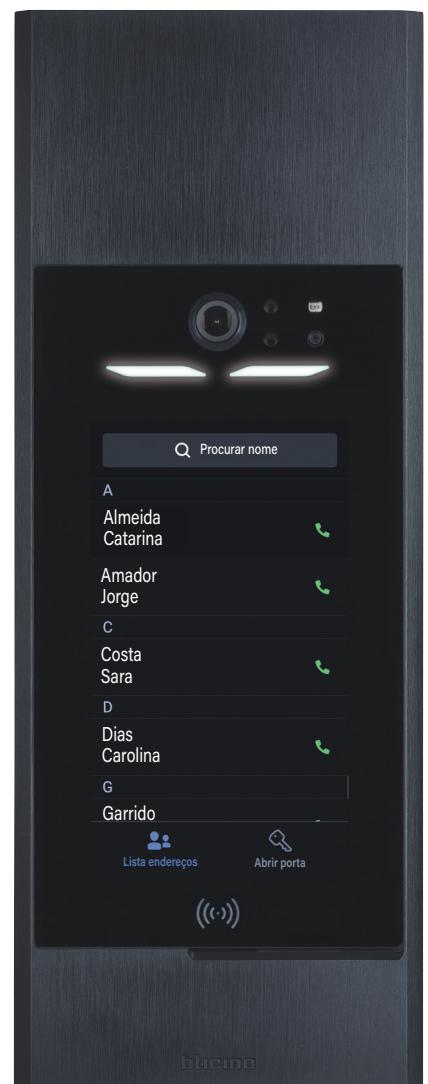 Procurar nome
A
Almeida
Catarina
Amador
Jorge
C
Costa
Sara
D
Dias
Carolina
G
Garrido
Lista endereços
Abrir porta
bticino